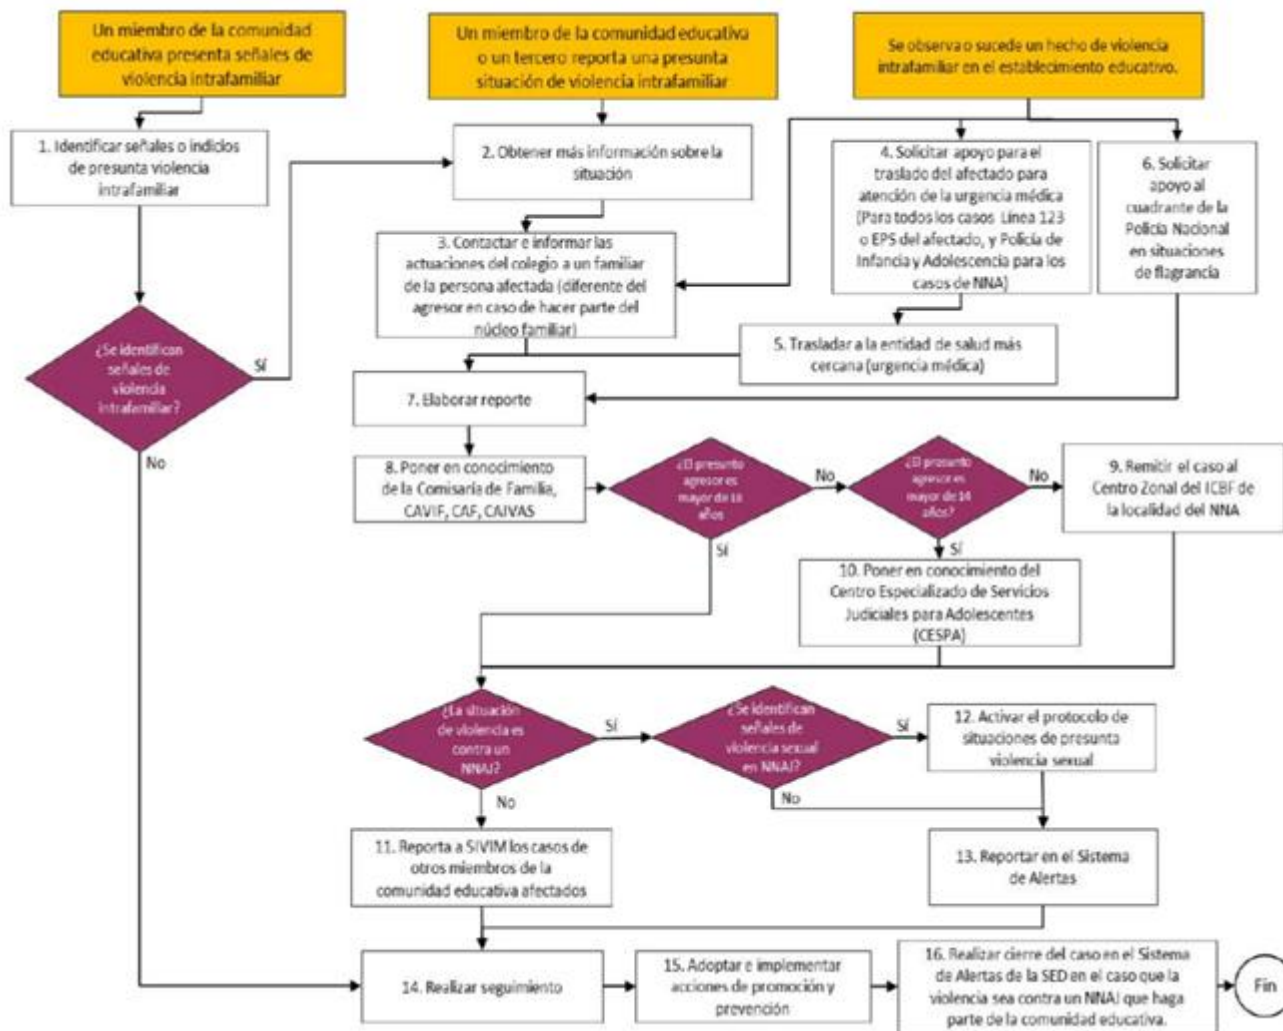 Un miembro de la comunidad
educativa presenta señales de
violencia intrafamiliar
Un miembro de la comunidad educativa
o un tercero reporta una presunta
situación de violencia intrafamiliar
Se observa o sucede un hecho de violencia
intrafamiliar en el establecimiento educativo.
1. Identificar señales o indicios
de presunta violencia
intrafamiliar
2. Obtener más información sobre la
situación
4. Solicitar apoyo para el
traslado del afectado para
atención de la urgencia médica
(Para todos los casos Línea 123
o EPS del afectado, y Policía de
Infancia y Adolescencia para los
casos de NNA)
6. Solicitar
apoyo al
cuadrante de la
Policía Nacional
en situaciones
de flagrancia
3. Contactar e informar las
actuaciones del colegio a un familiar
de la persona afectada (diferente del
agresor en caso de hacer parte del
núcleo familiar)
¿Se identifican
señales de
violencia
intrafamiliar?
Sí
No
5. Trasladar a la entidad de salud más
cercana (urgencia médica)
7. Elaborar reporte
8. Poner en conocimiento
de la Comisaría de Familia,
CAVIF, CAF, CAIVAS
¿El presunto
agresor es
mayor de 18
años
No
Sí
¿El presunto
agresor es
mayor de 14
años?
No
Sí
9. Remitir el caso al
Centro Zonal del ICBF de
la localidad del NNA
10. Poner en conocimiento del
Centro Especializado de Servicios
Judiciales para Adolescentes
(CESPA)
¿La situación
de violencia es
contra un
NNAJ?
Sí
No
¿Se identifican
señales de
violencia sexual
en NNAJ?
Sí
No
12. Activar el protocolo de
situaciones de presunta
violencia sexual
11. Reporta a SIVIM los casos de
otros miembros de la
comunidad educativa afectados
13. Reportar en el Sistema
de Alertas
14. Realizar seguimiento
15. Adoptar e implementar
acciones de promoción y
prevención
16. Realizar cierre del caso en el Sistema
de Alertas de la SED en el caso que la
violencia sea contra un NNAJ que haga
parte de la comunidad educativa.
Fin